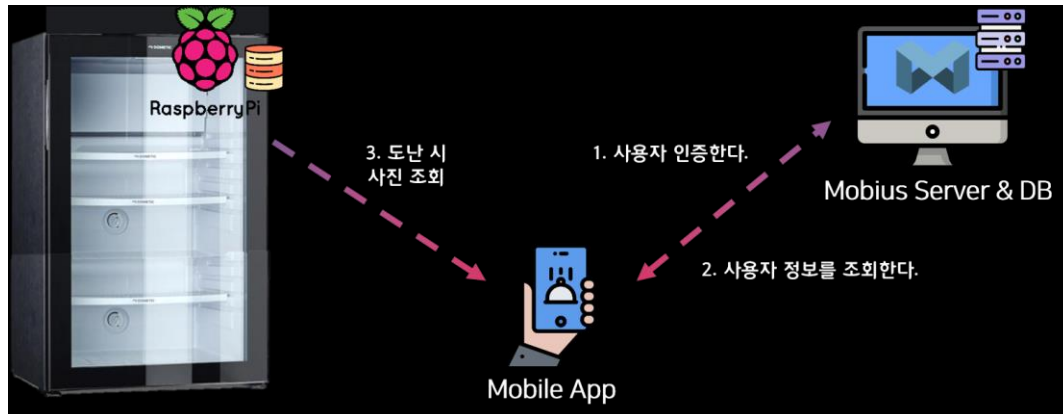 RaspberryPi
3. 도난 시
사진 조회
1. 사용자 인증한다.
Mobius Server & DB
2. 사용자 정보를 조회한다.
Mobile App